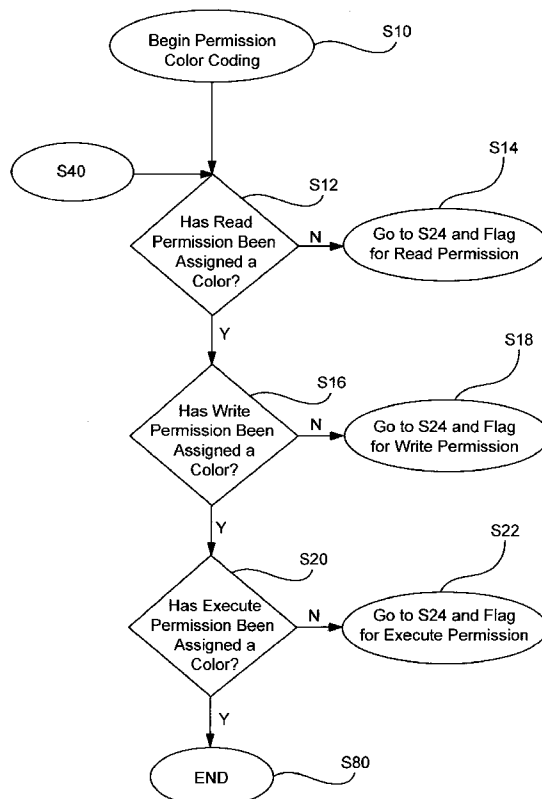 Begin Permission
Color Coding
S10
S40
S12
S14
Has Read
Permission Been
Assigned a
Color?
N
Go to S24 and Flag
for Read Permission
Y
S16
S18
Has Write
Permission Been
Assigned a
Color?
N
Go to S24 and Flag
for Write Permission
Y
S20
S22
Has Execute
Permission Been
Assigned a
Color?
N
Go to S24 and Flag
for Execute Permission
Y
END
S80